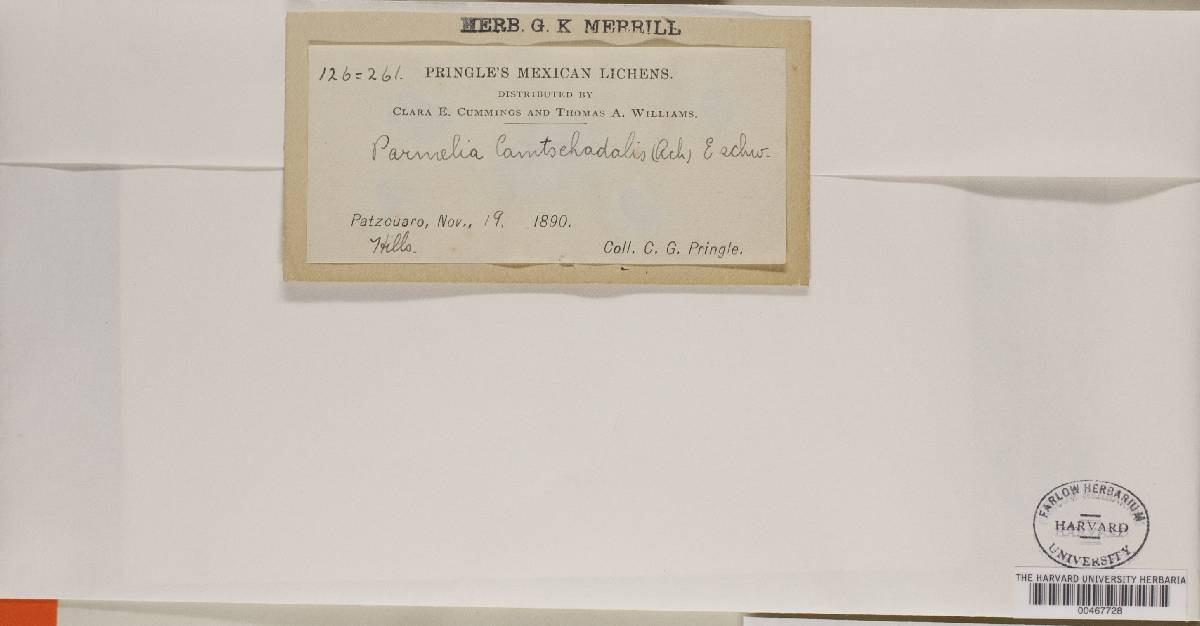 HERB. G. K MERRILL
126=261. PRINGLE'S MEXICAN LICHENS.
DISTRIBUTED BY
CLARA E. CUMMINGS AND THOMAS A. WILLIAMS.
Parmelia Camtschadalis (Ach) Eschw.
Patzcuaro, Nov., 19. 1890.
Hills.
Coll. C. G. Pringle.
FARLOW HERBARIUM
HARVARD
UNIVERSITY
THE HARVARD UNIVERSITY HERBARIA
00467728